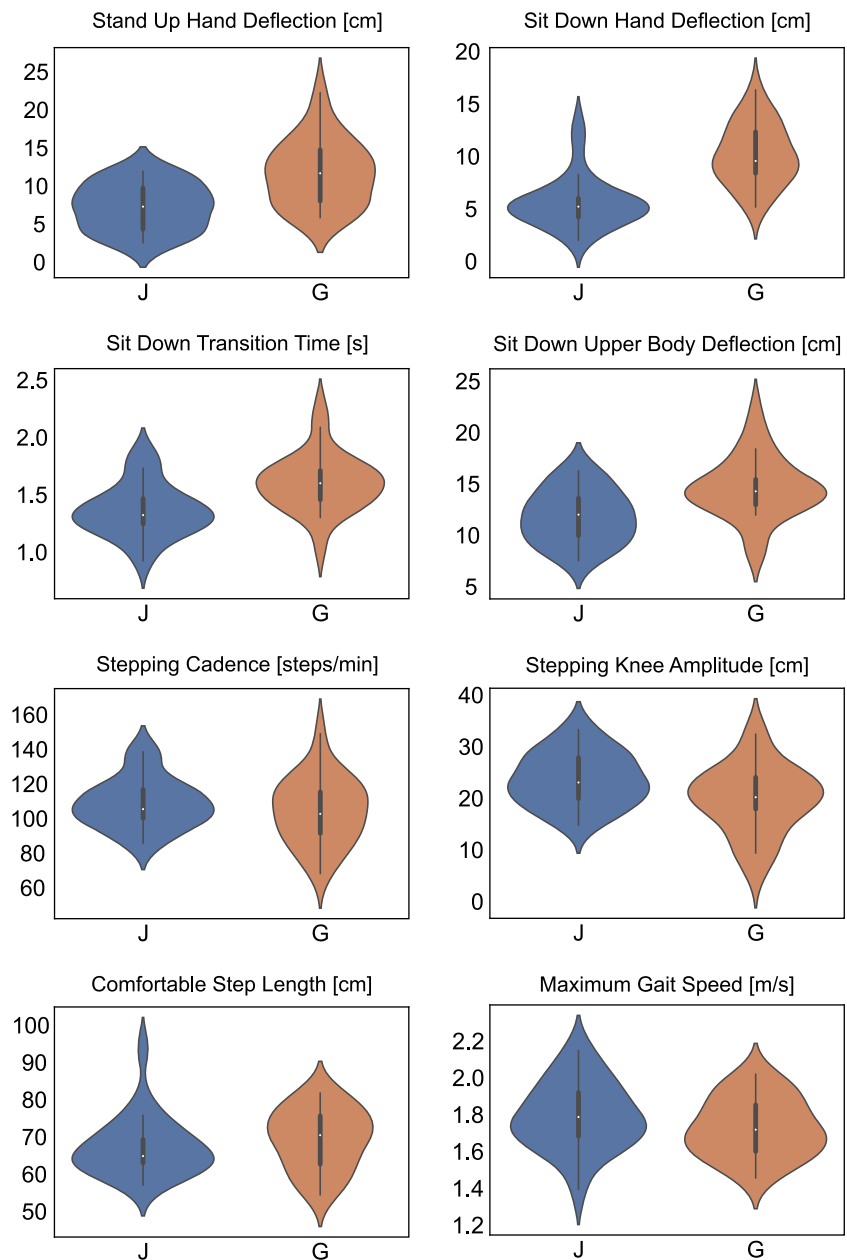 Stand Up Hand Deflection [cm]
25
20
15
10
5
0
J G
Sit Down Hand Deflection [cm]
20
15
10
5
0
J G
Sit Down Transition Time [s]
2.5
2.0
1.5
1.0
J G
Sit Down Upper Body Deflection [cm]
25
20
15
10
5
J G
Stepping Cadence [steps/min]
160
140
120
100
80
60
J G
Stepping Knee Amplitude [cm]
40
30
20
10
0
J G
Comfortable Step Length [cm]
100
90
80
70
60
50
J G
Maximum Gait Speed [m/s]
2.2
2.0
1.8
1.6
1.4
1.2
J G